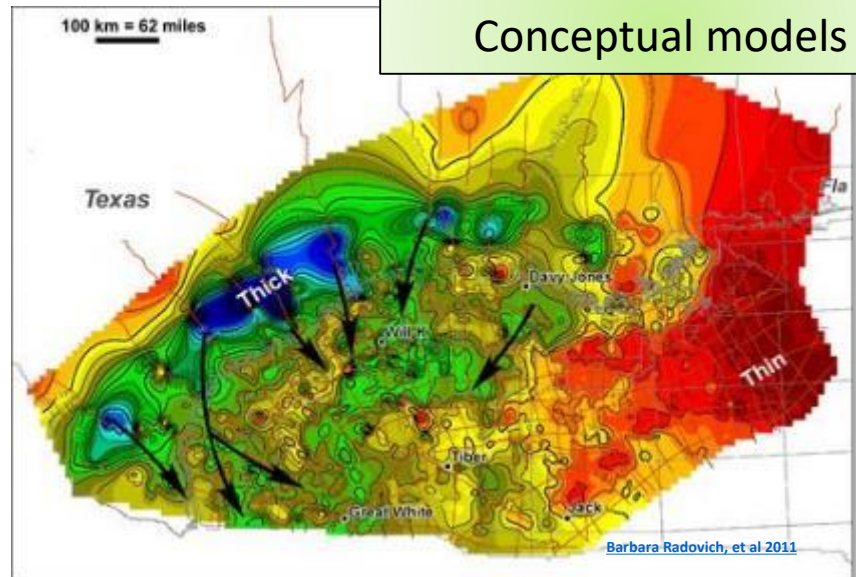 Conceptual models
100 km = 62 miles
Texas
Fla
Thick
Davy Jones
Will-K
Thin
Tiber
Great White
Jack
Barbara Radovich, et al 2011